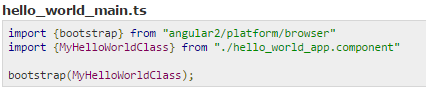 hello_world_main.ts
import {bootstrap} from "angular2/platform/browser"
import {MyHelloWorldClass} from "./hello_world_app.component"
bootstrap(MyHelloWorldClass);